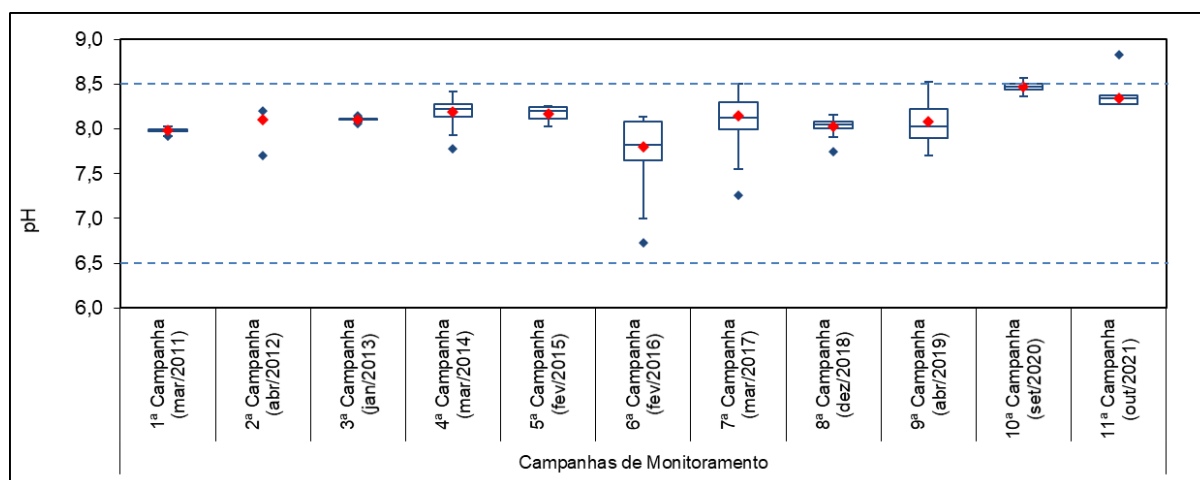 9,0
8,5
8,0
7,5
7,0
6,5
6,0
pH
1ª Campanha
(mar/2011)
2ª Campanha
(abr/2012)
3ª Campanha
(jan/2013)
4ª Campanha
(mar/2014)
5ª Campanha
(fev/2015)
6ª Campanha
(fev/2016)
7ª Campanha
(mar/2017)
8ª Campanha
(dez/2018)
9ª Campanha
(abr/2019)
10ª Campanha
(set/2020)
11ª Campanha
(out/2021)
Campanhas de Monitoramento